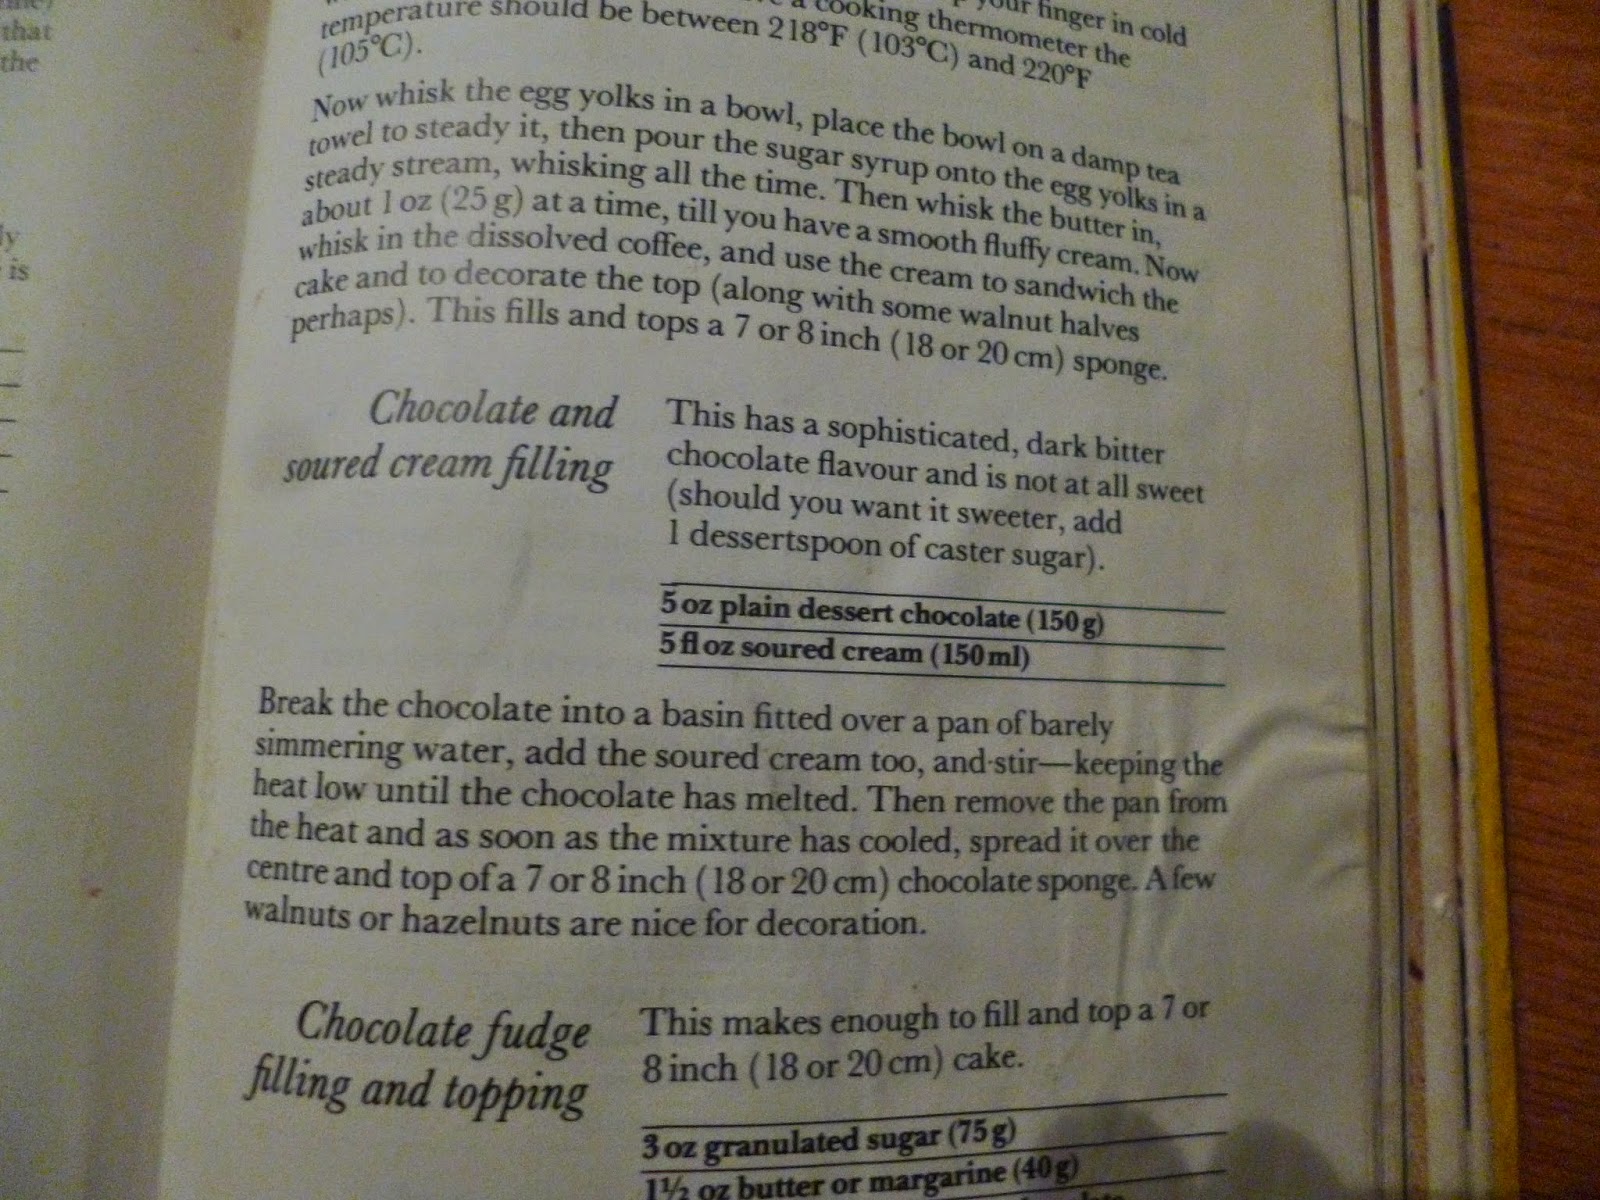 that
the
ly
is
your finger in cold
a cooking thermometer the
temperature should be between 218°F (103°C) and 220°F
(105°C).
Now whisk the egg yolks in a bowl, place the bowl on a damp tea
towel to steady it, then pour the sugar syrup onto the egg yolks in a
steady stream, whisking all the time. Then whisk the butter in,
about 1 oz (25 g) at a time, till you have a smooth fluffy cream. Now
whisk in the dissolved coffee, and use the cream to sandwich the
cake and to decorate the top (along with some walnut halves
perhaps). This fills and tops a 7 or 8 inch (18 or 20 cm) sponge.
Chocolate and
soured cream filling
This has a sophisticated, dark bitter
chocolate flavour and is not at all sweet
(should you want it sweeter, add
1 dessertspoon of caster sugar).
5 oz plain dessert chocolate (150 g)
5 fl oz soured cream (150 ml)
Break the chocolate into a basin fitted over a pan of barely
simmering water, add the soured cream too, and stir—keeping the
heat low until the chocolate has melted. Then remove the pan from
the heat and as soon as the mixture has cooled, spread it over the
centre and top of a 7 or 8 inch (18 or 20 cm) chocolate sponge. A few
walnuts or hazelnuts are nice for decoration.
Chocolate fudge
filling and topping
This makes enough to fill and top a 7 or
8 inch (18 or 20 cm) cake.
3 oz granulated sugar (75 g)
1½ oz butter or margarine (40 g)